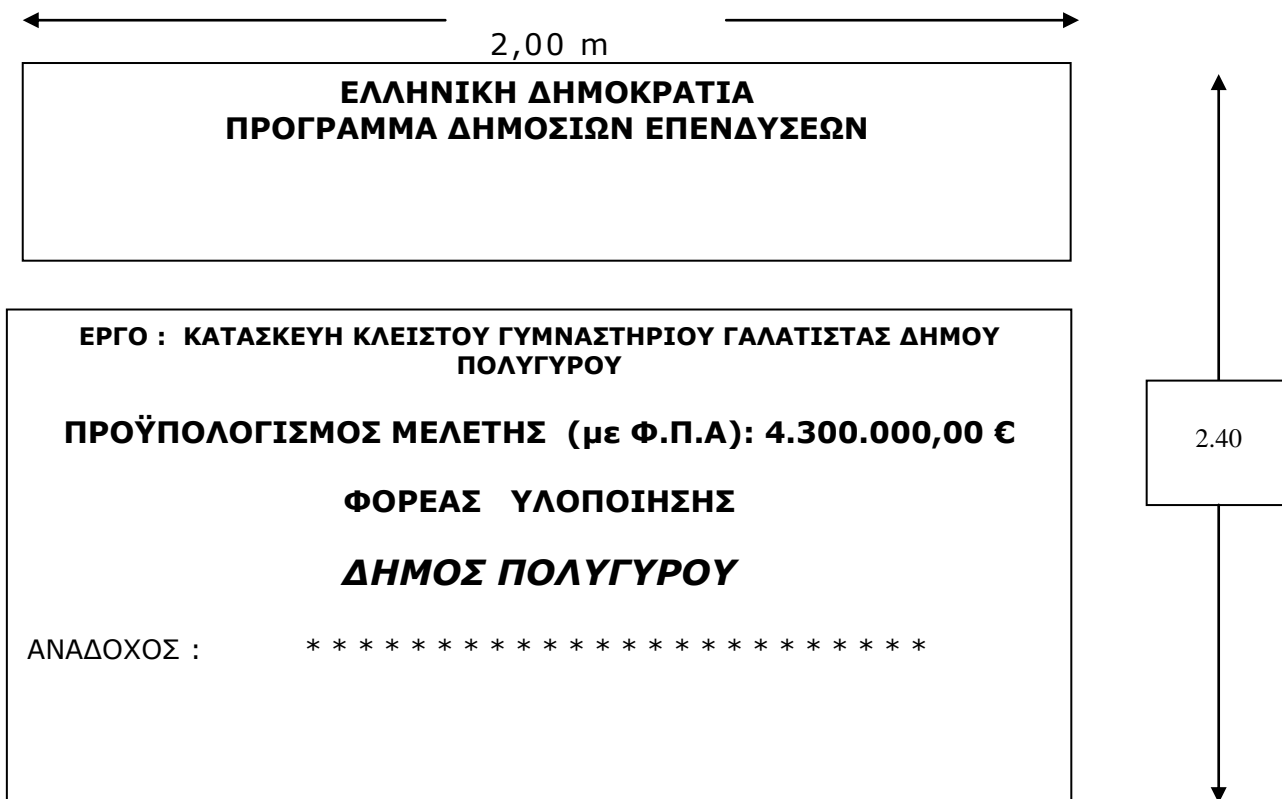 2,00 m
ΕΛΛΗΝΙΚΗ ΔΗΜΟΚΡΑΤΙΑ
ΠΡΟΓΡΑΜΜΑ ΔΗΜΟΣΙΩΝ ΕΠΕΝΔΥΣΕΩΝ
ΕΡΓΟ : ΚΑΤΑΣΚΕΥΗ ΚΛΕΙΣΤΟΥ ΓΥΜΝΑΣΤΗΡΙΟΥ ΓΑΛΑΤΙΣΤΑΣ ΔΗΜΟΥ
ΠΟΛΥΓΥΡΟΥ
ΠΡΟΫΠΟΛΟΓΙΣΜΟΣ ΜΕΛΕΤΗΣ (με Φ.Π.Α): 4.300.000,00 €
2.40
ΦΟΡΕΑΣ ΥΛΟΠΟΙΗΣΗΣ
ΔΗΜΟΣ ΠΟΛΥΓΥΡΟΥ
ΑΝΑΔΟΧΟΣ : * * * * * * * * * * * * * * * * * * * * * * * *